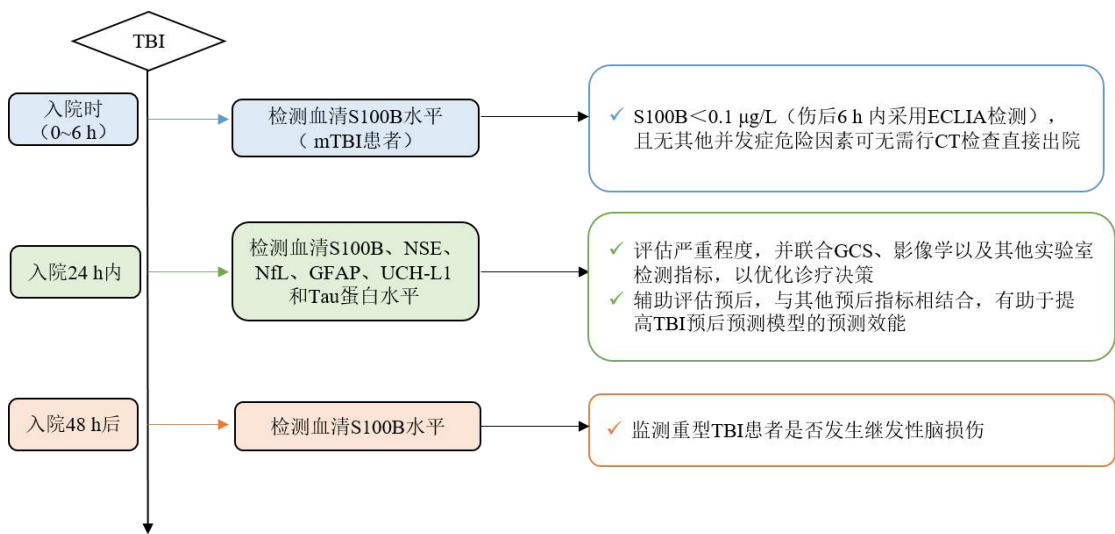 TBI
入院时
（0~6 h）
检测血清S100B水平
（ mTBI患者）
✓ S100B＜0.1 μg/L（伤后6 h 内采用ECLIA检测），
且无其他并发症危险因素可无需行CT检查直接出院
入院24 h内
检测血清S100B、NSE、
NfL、GFAP、UCH-L1
和Tau蛋白水平
✓ 评估严重程度，并联合GCS、影像学以及其他实验室
检测指标，以优化诊疗决策
✓ 辅助评估预后，与其他预后指标相结合，有助于提
高TBI预后预测模型的预测效能
入院48 h后
检测血清S100B水平
✓ 监测重型TBI患者是否发生继发性脑损伤